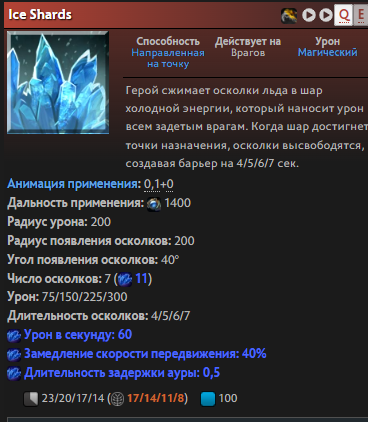 Ice Shards Q E
Способность Действует на Урон
Направленная Врагов Магический
на точку
Герой сжимает осколки льда в шар
холодной энергии, который наносит урон
всем задетым врагам. Когда шар достигнет
точки назначения, осколки высвободятся,
создавая барьер на 4/5/6/7 сек.
Анимация применения: 0,1+0
Дальность применения: 1400
Радиус урона: 200
Радиус появления осколков: 200
Угол появления осколков: 40°
Число осколков: 7 ( 11)
Урон: 75/150/225/300
Длительность осколков: 4/5/6/7
Урон в секунду: 60
Замедление скорости передвижения: 40%
Длительность задержки ауры: 0,5
23/20/17/14 ( 17/14/11/8) 100